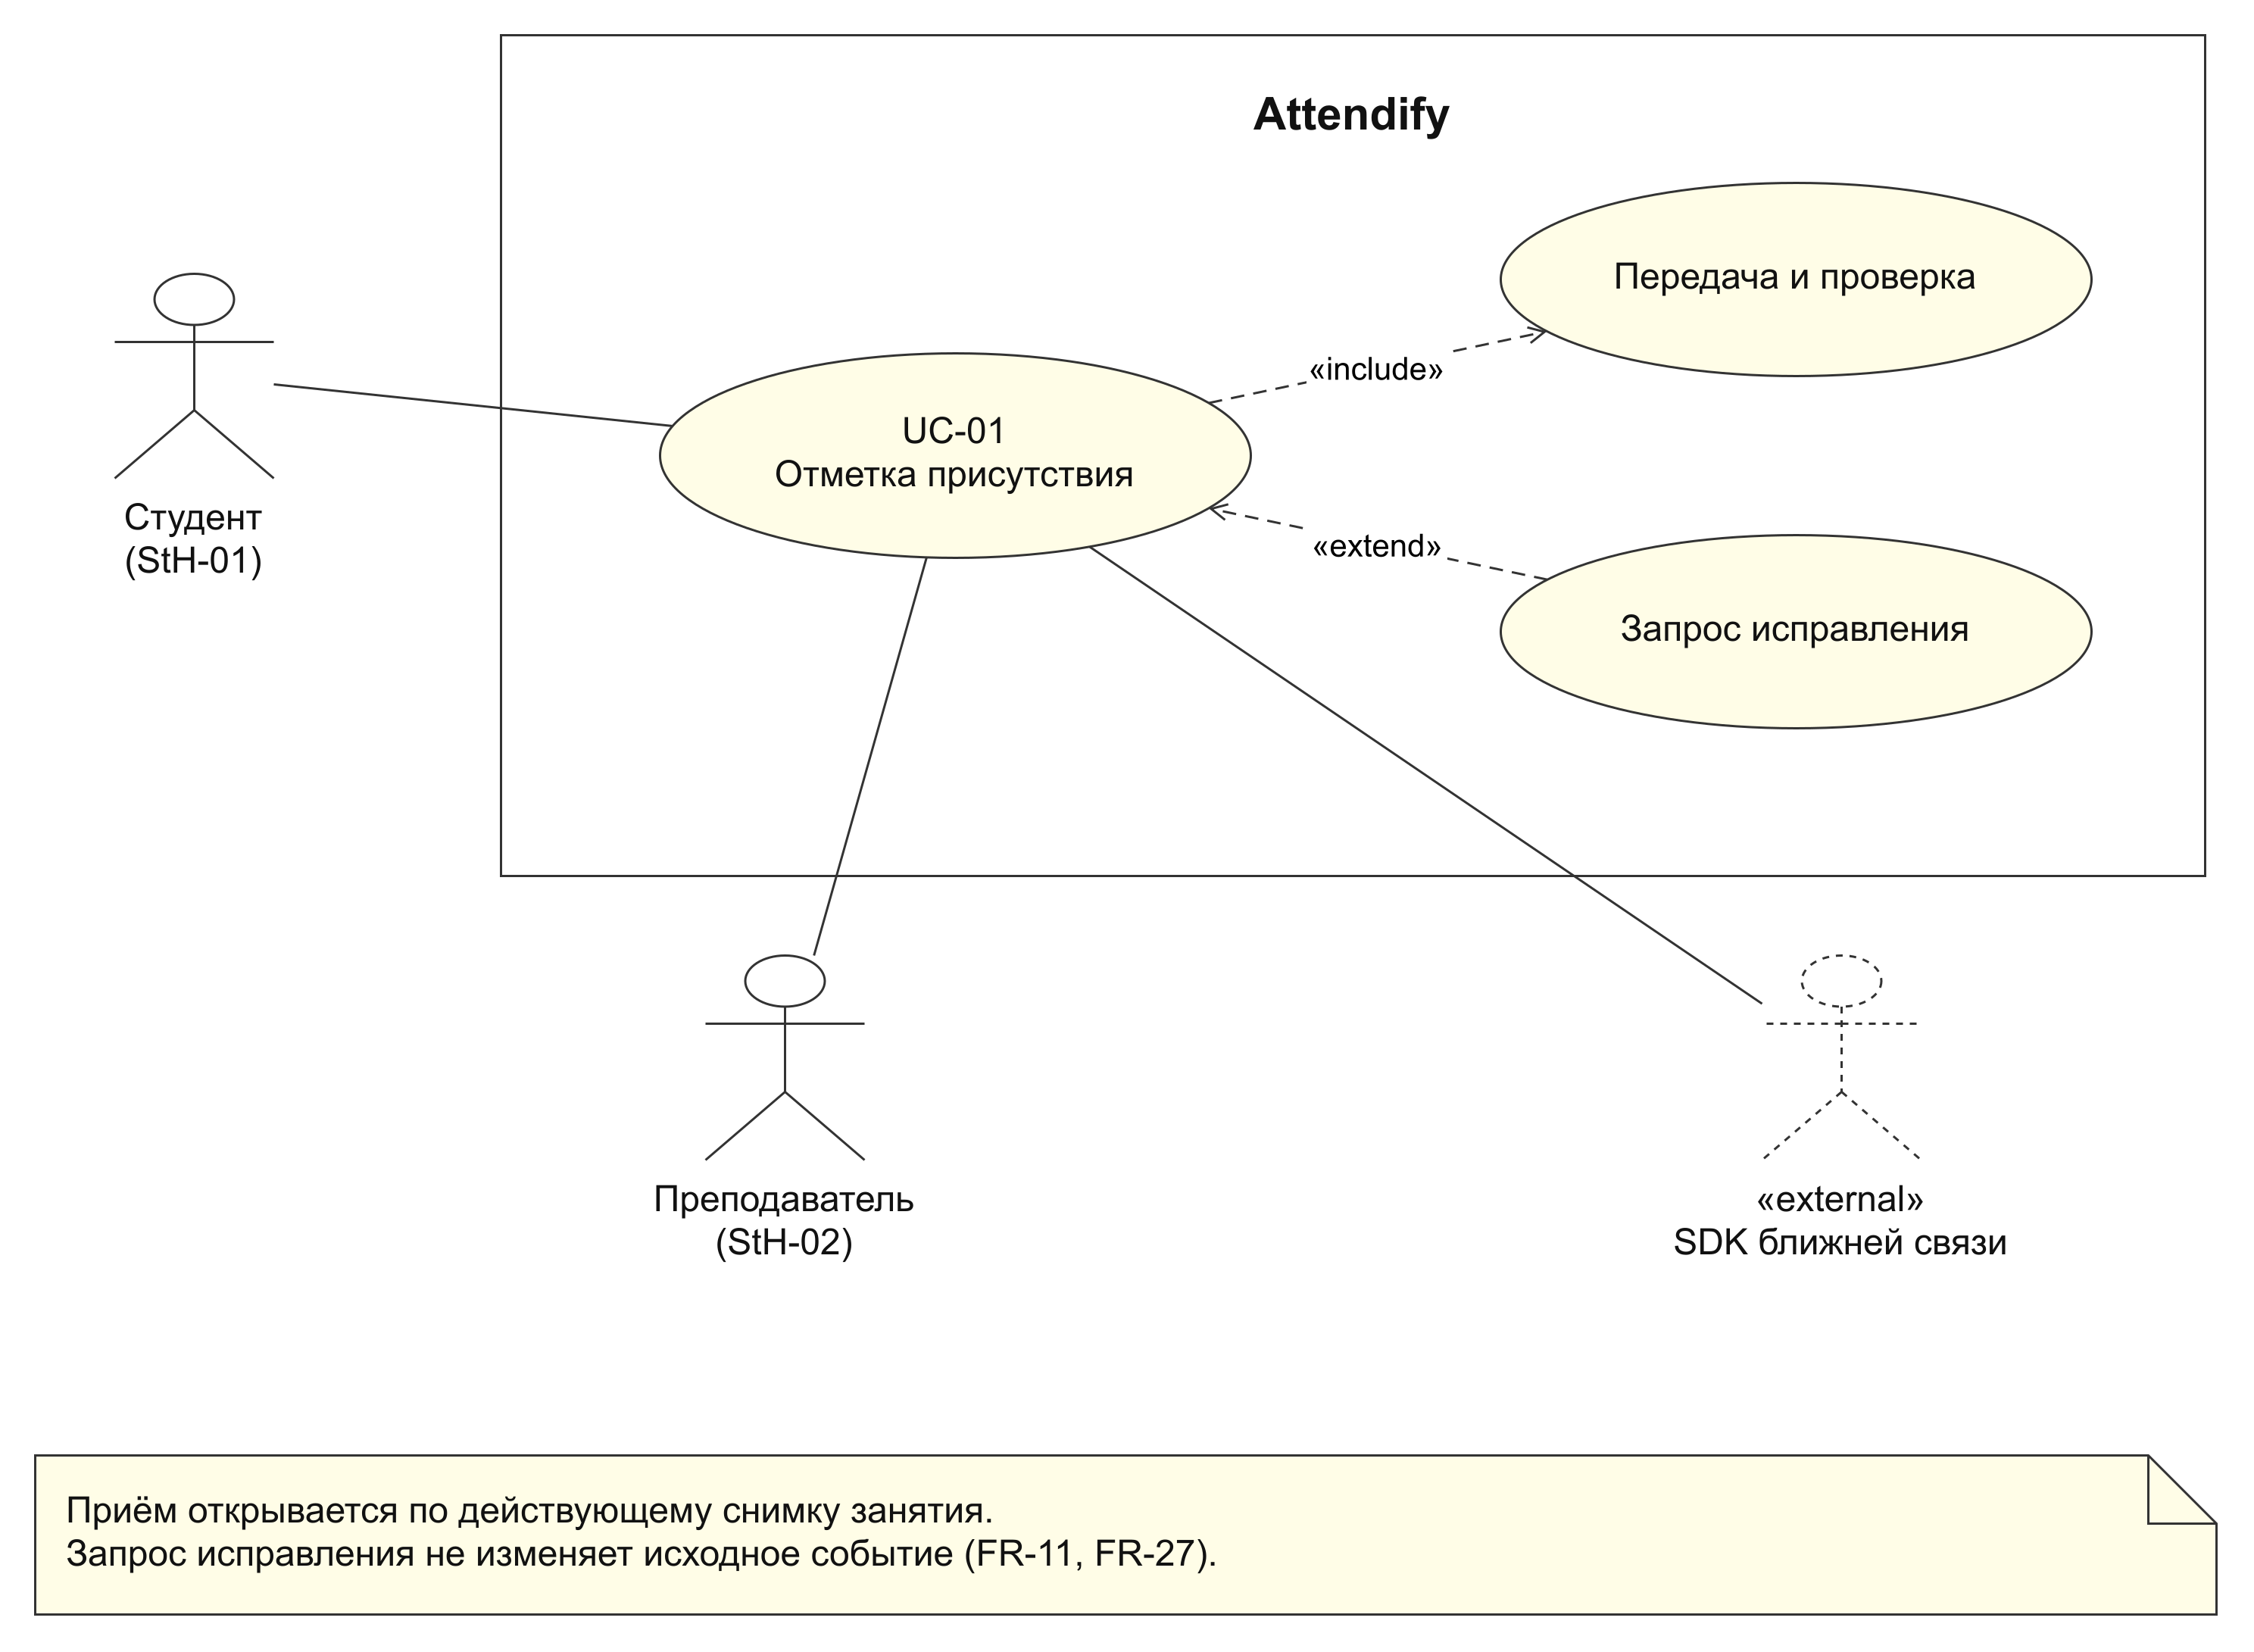 Attendify
Передача и проверка
«include»
UC-01
Отметка присутствия
Студент
(StH-01)
«extend»
Запрос исправления
Преподаватель
(StH-02)
«external»
SDK ближней связи
Приём открывается по действующему снимку занятия.
Запрос исправления не изменяет исходное событие (FR-11, FR-27).